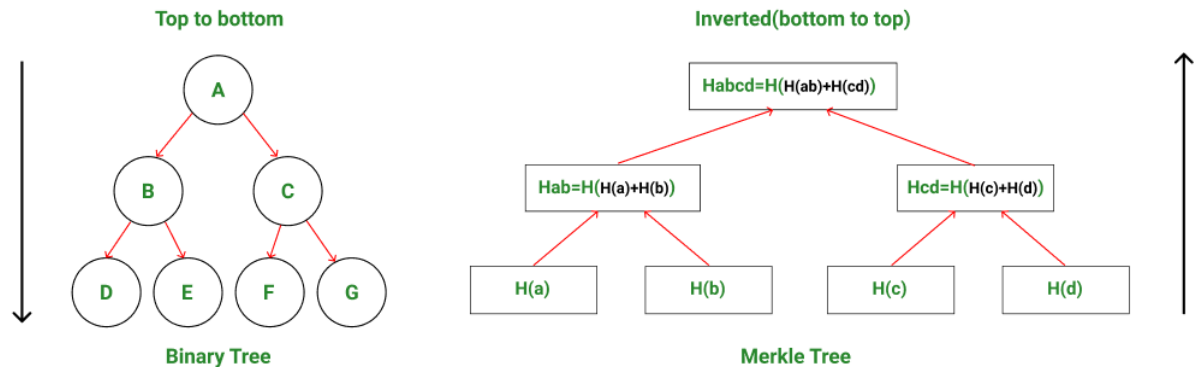 Top to bottom
A
B
C
D
E
F
G
Binary Tree
Inverted(bottom to top)
Habcd=H(H(ab)+H(cd))
Hab=H(H(a)+H(b))
Hcd=H(H(c)+H(d))
H(a)
H(b)
H(c)
H(d)
Merkle Tree